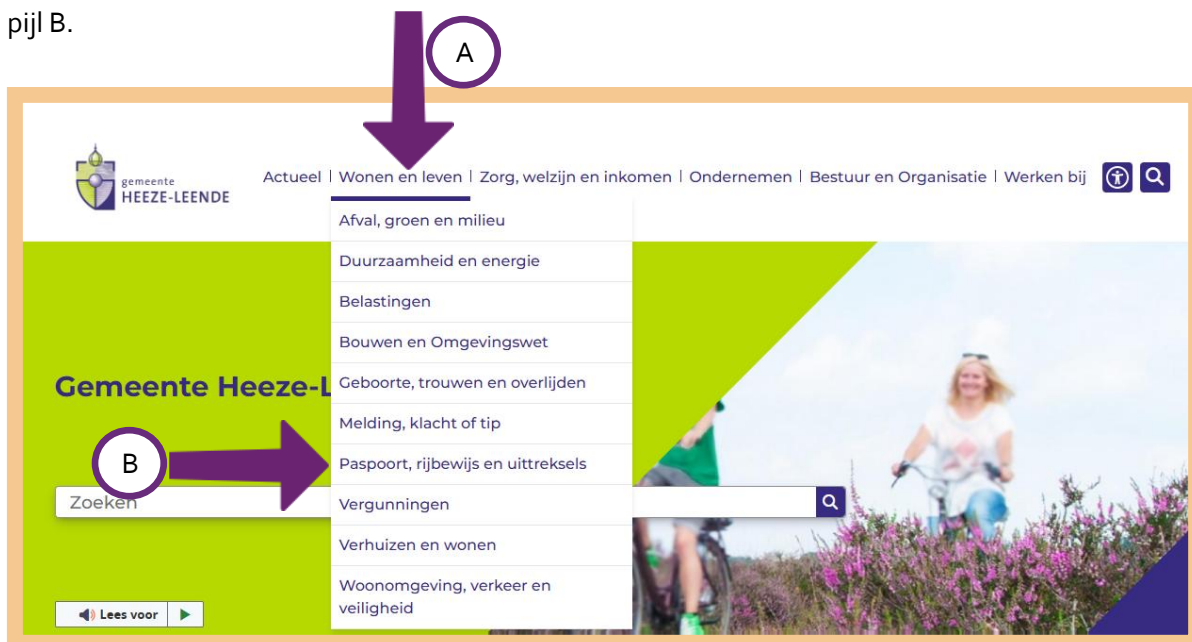 pijl B.
A
gemeente
HEEZE-LEENDE
Actueel | Wonen en leven | Zorg, welzijn en inkomen | Ondernemen | Bestuur en Organisatie | Werken bij
Afval, groen en milieu
Duurzaamheid en energie
Belastingen
Bouwen en Omgevingswet
Gemeente Heeze-L
Geboorte, trouwen en overlijden
Melding, klacht of tip
B
Paspoort, rijbewijs en uittreksels
Zoeken
Vergunningen
Verhuizen en wonen
Woonomgeving, verkeer en
veiligheid
Lees voor